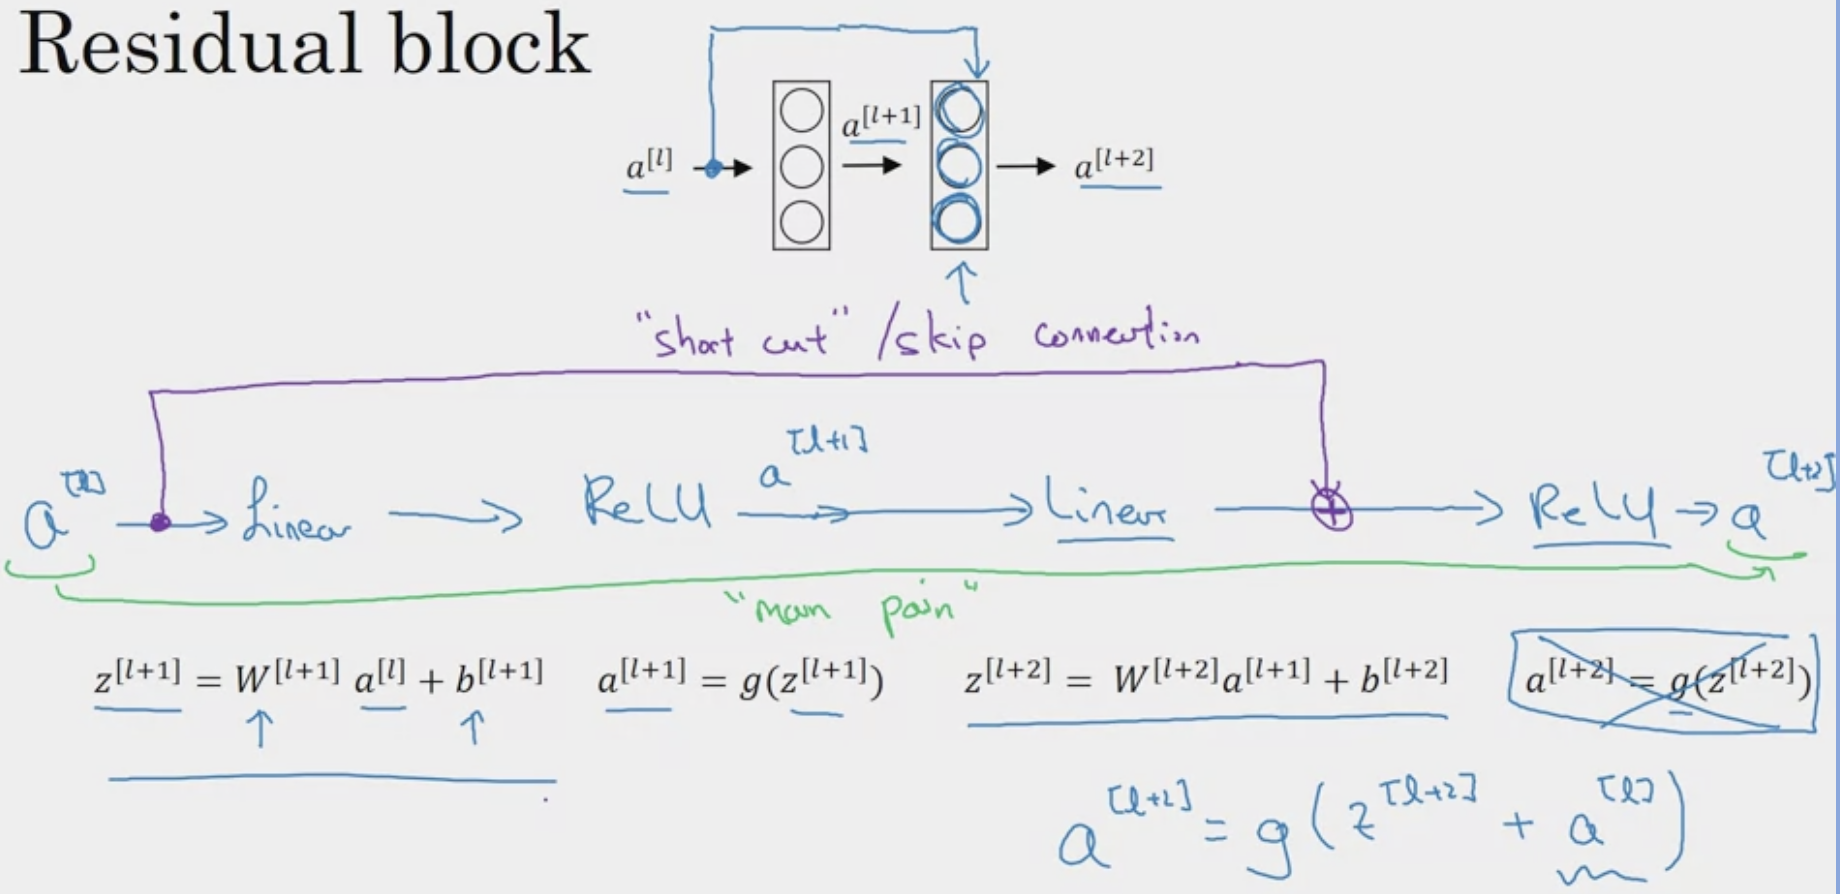 Residual block
a[l] a[l+1] a[l+2]
"short cut" / skip connection
a[l] → Linear → ReLU a[l+1] → Linear → ⊕ → ReLU → a[l+2]
"main pain"
z[l+1] = W[l+1] a[l] + b[l+1] a[l+1] = g(z[l+1]) z[l+2] = W[l+2]a[l+1] + b[l+2] a[l+2] = g(z[l+2])
a[l+2] = g(z[l+2] + a[l])